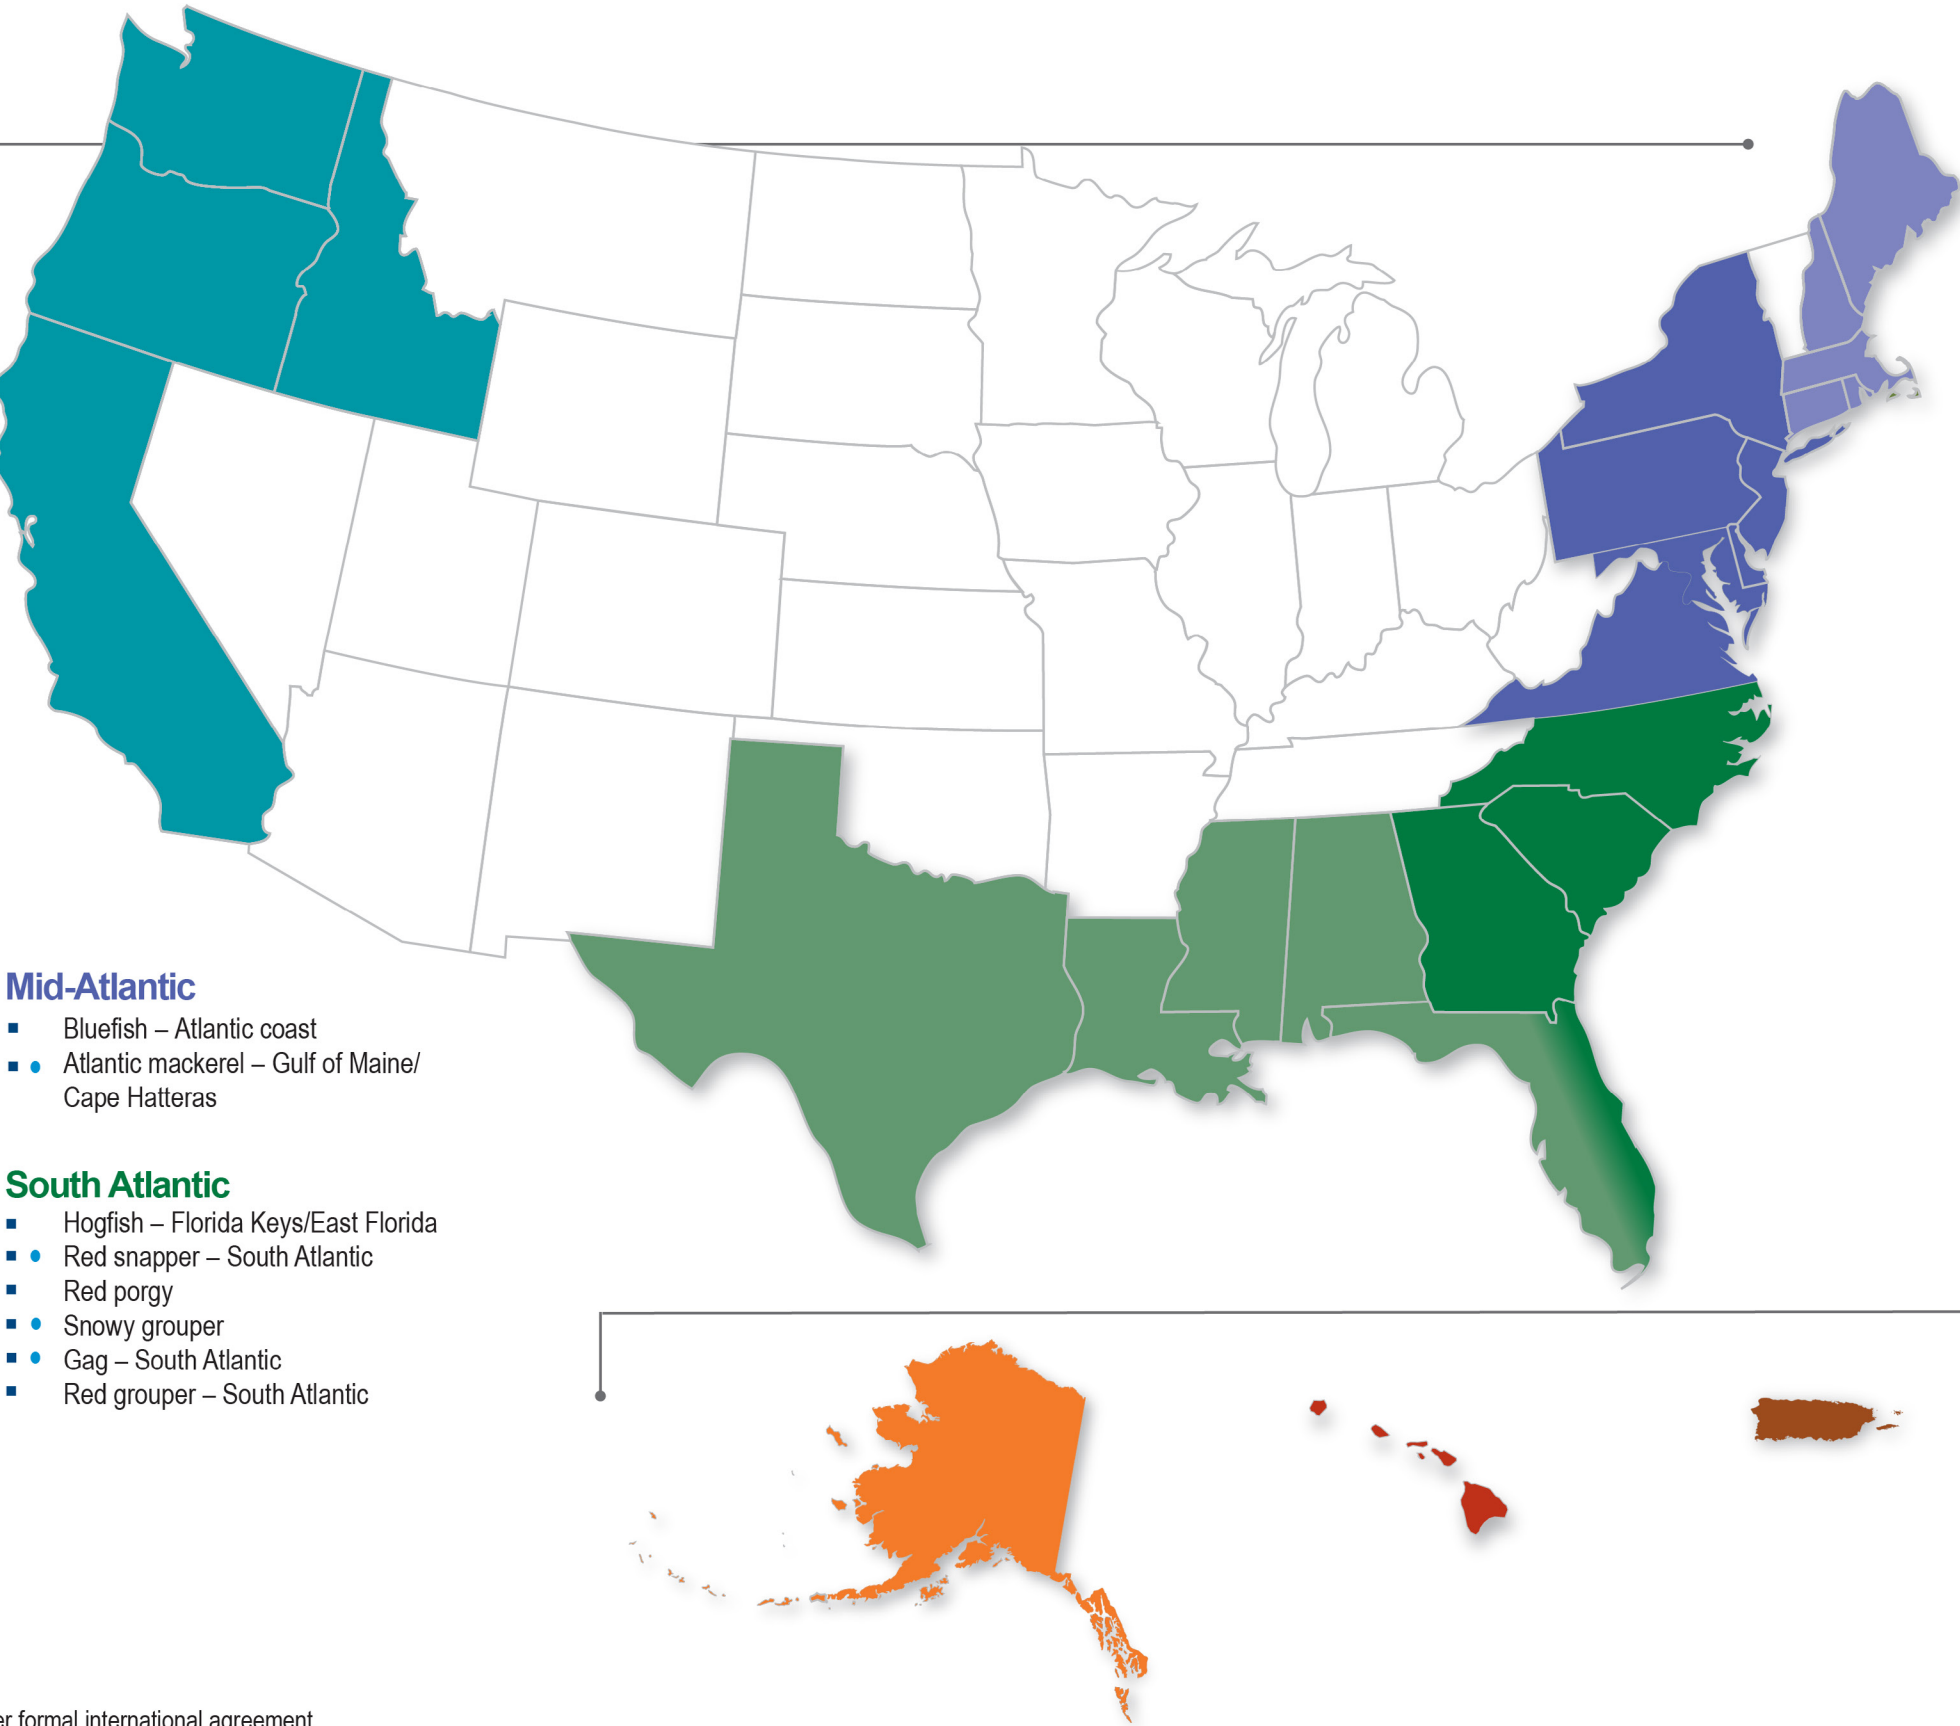 Mid-Atlantic
Bluefish – Atlantic coast
Atlantic mackerel – Gulf of Maine/
Cape Hatteras
South Atlantic
Hogfish – Florida Keys/East Florida
Red snapper – South Atlantic
Red porgy
Snowy grouper
Gag – South Atlantic
Red grouper – South Atlantic
formal international agreement